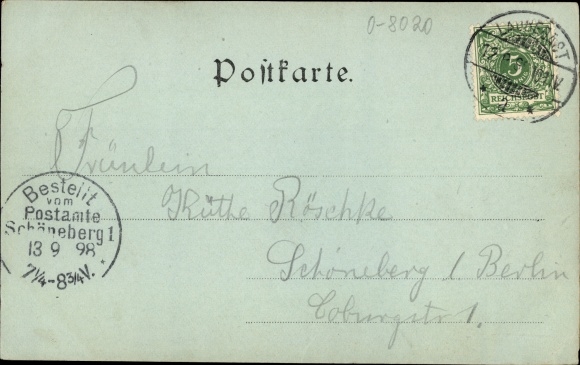 O-8020
Postkarte.
5
REICHSPOST
Fräulein
Käthe Röschke
Schöneberg / Berlin
Coburgstr 1.
Bestellt
vom
Postamte
Schöneberg 1
13 9 98
7¼-8¾V.